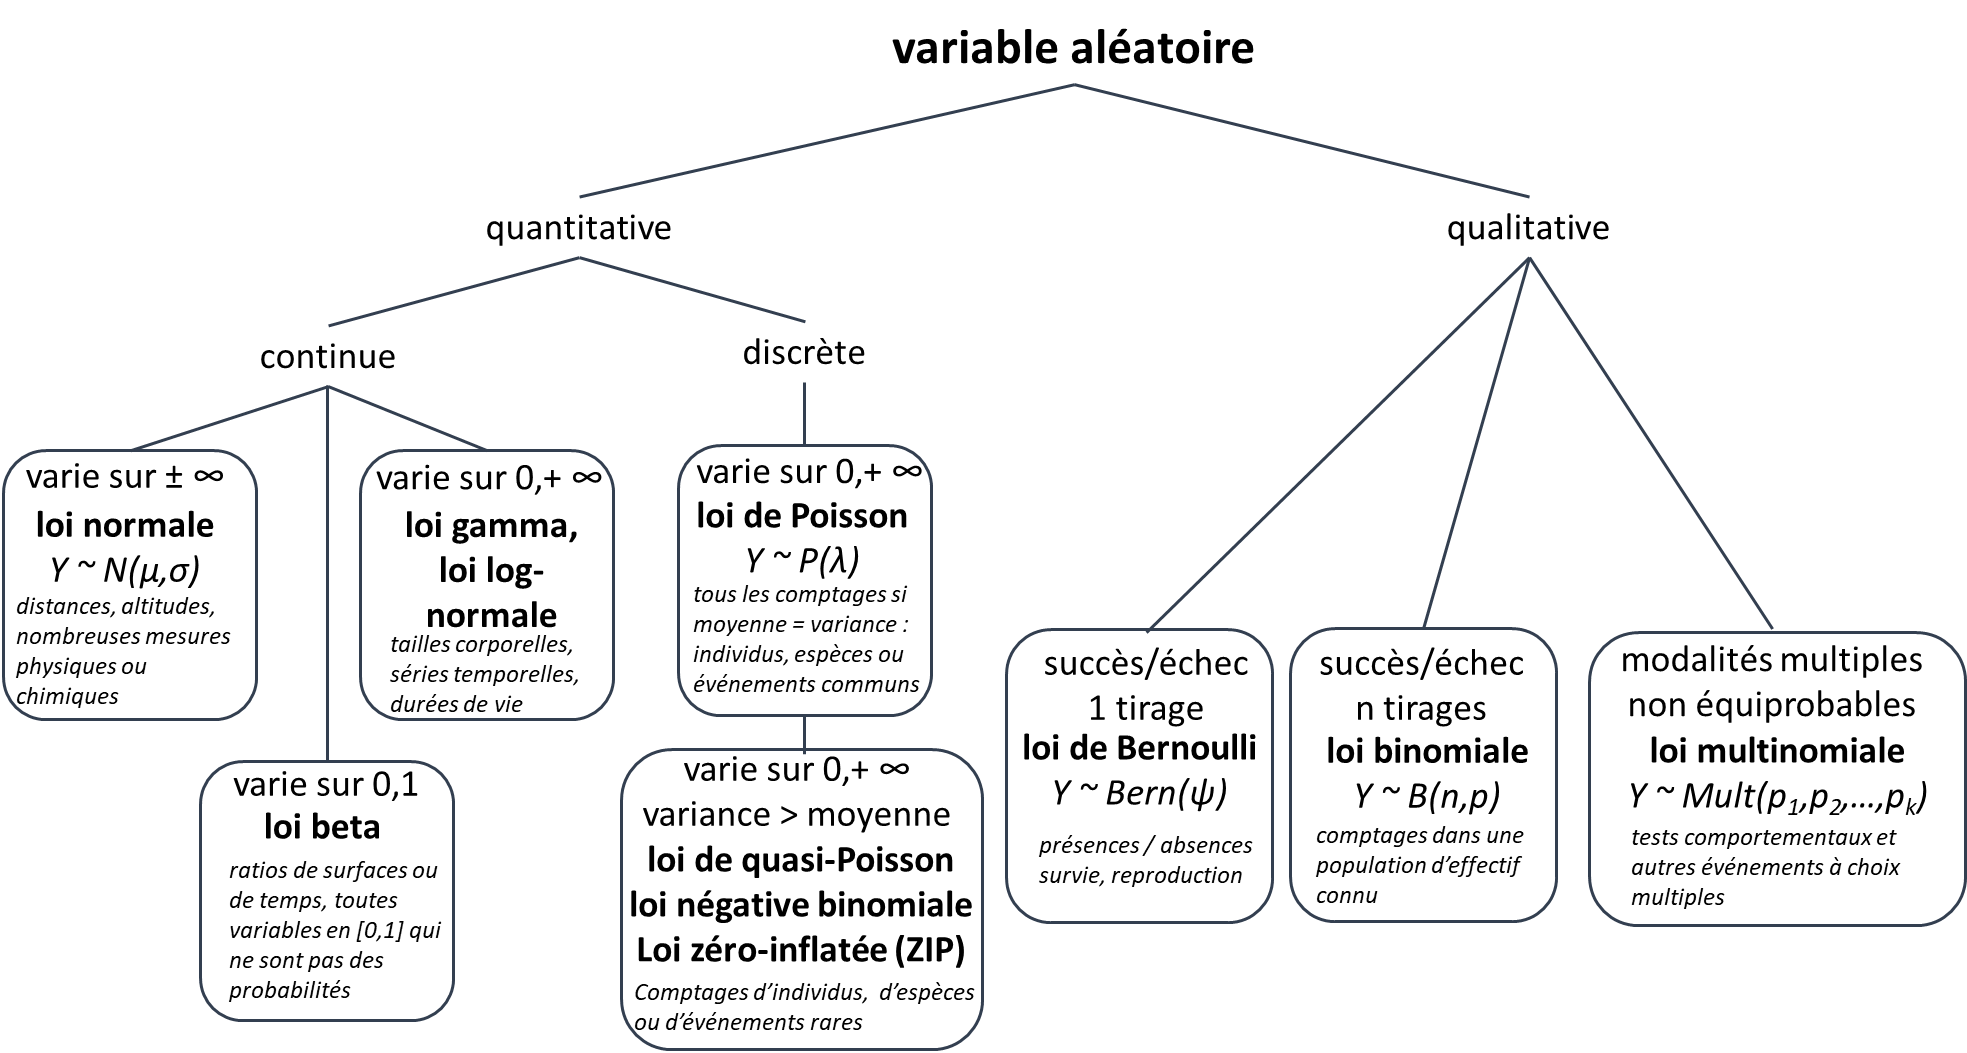 variable aléatoire
quantitative
qualitative
continue
discrète
varie sur ± ∞
loi normale
Y ~ N(μ,σ)
distances, altitudes,
nombreuses mesures
physiques ou
chimiques
varie sur 0,+ ∞
loi gamma,
loi log-
normale
tailles corporelles,
séries temporelles,
durées de vie
varie sur 0,+ ∞
loi de Poisson
Y ~ P(λ)
tous les comptages si
moyenne = variance :
individus, espèces ou
événements communs
succès/échec
1 tirage
loi de Bernoulli
Y ~ Bern(ψ)
présences / absences
survie, reproduction
succès/échec
n tirages
loi binomiale
Y ~ B(n,p)
comptages dans une
population d’effectif
connu
modalités multiples
non équiprobables
loi multinomiale
Y ~ Mult(p1,p2,…,pk)
tests comportementaux et
autres événements à choix
multiples
varie sur 0,1
loi beta
ratios de surfaces ou
de temps, toutes
variables en [0,1] qui
ne sont pas des
probabilités
varie sur 0,+ ∞
variance > moyenne
loi de quasi-Poisson
loi négative binomiale
Loi zéro-inflatée (ZIP)
Comptages d’individus, d’espèces
ou d’événements rares